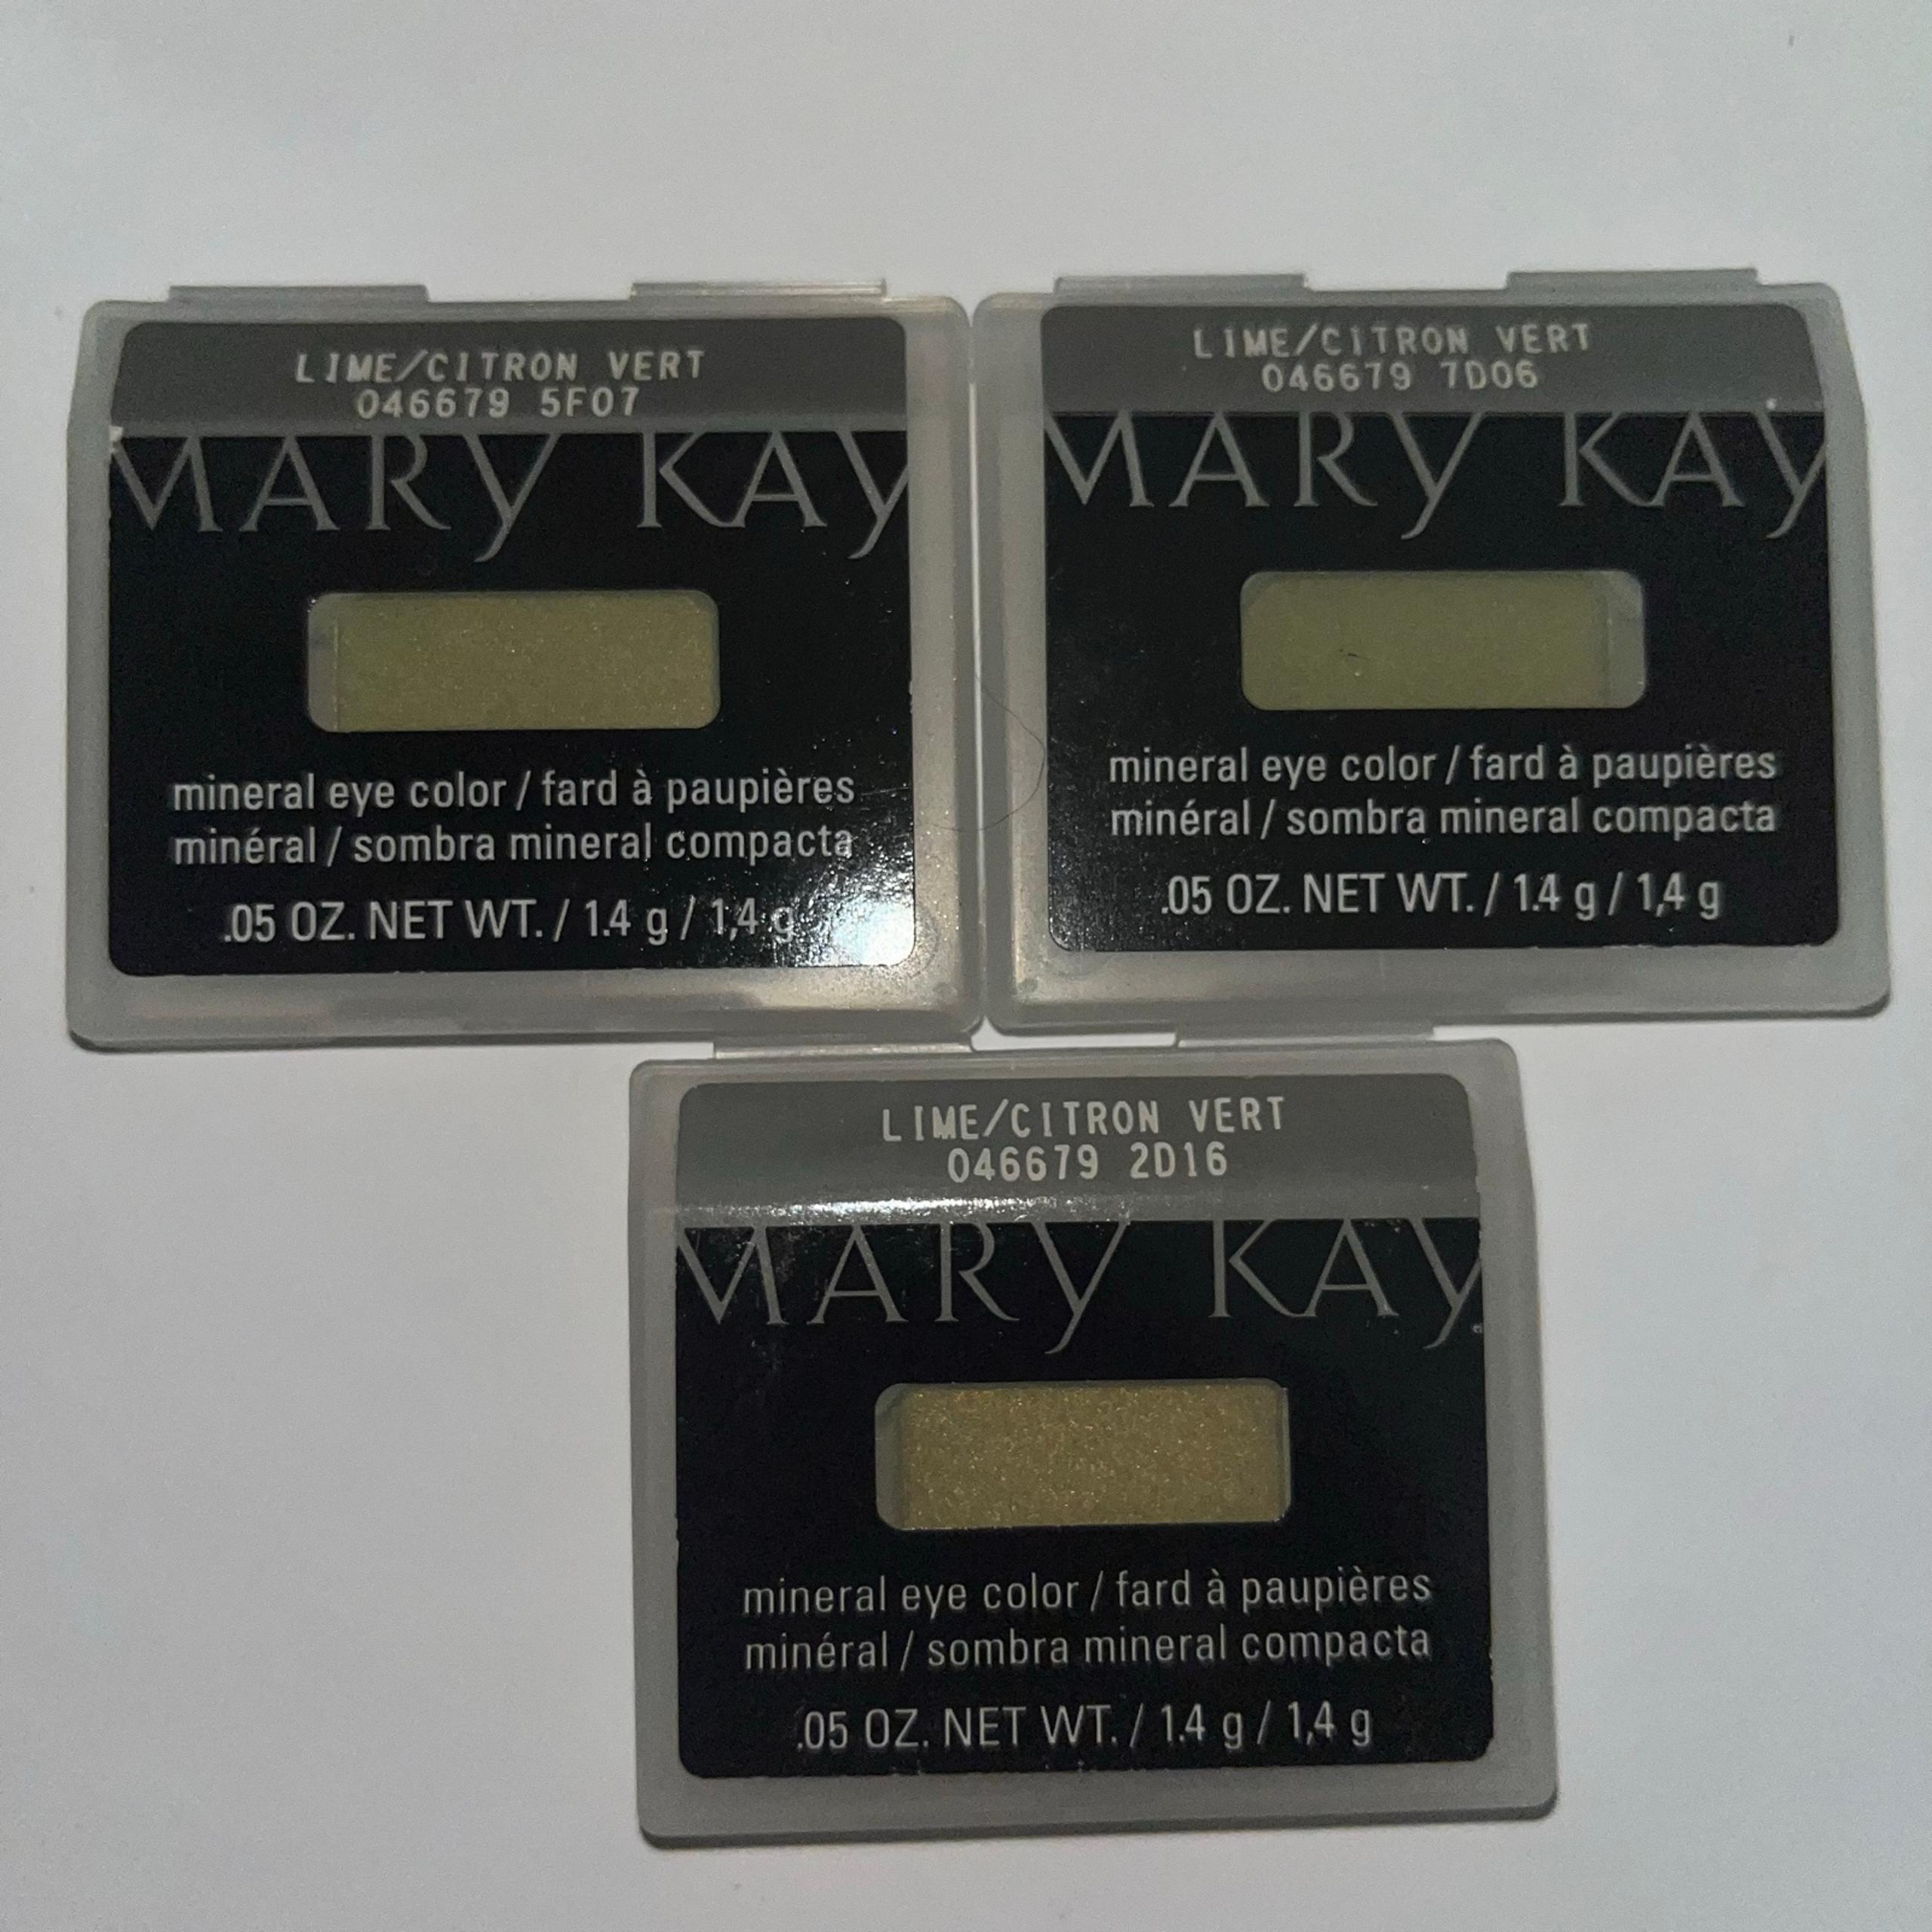 LIME/CITRON VERT
046679 5F07
MARY KAY
mineral eye color / fard à paupières
minéral / sombra mineral compacta
.05 OZ. NET WT. / 1.4 g / 1,4 g
LIME/CITRON VERT
046679 7D06
MARY KAY
mineral eye color / fard à paupières
minéral / sombra mineral compacta
.05 OZ. NET WT. / 1.4 g / 1,4 g
LIME/CITRON VERT
046679 2D16
MARY KAY
mineral eye color / fard à paupières
minéral / sombra mineral compacta
.05 OZ. NET WT. / 1.4 g / 1,4 g